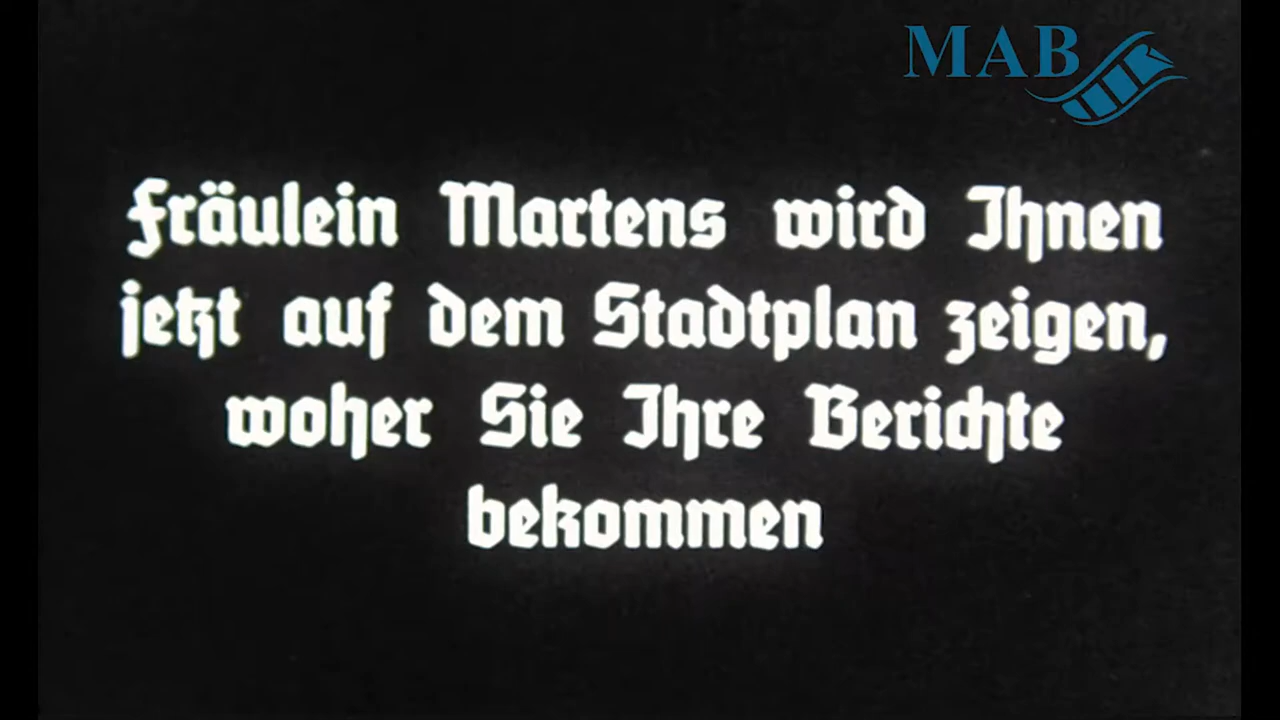 MAB
Fräulein Martens wird Ihnen
jetzt auf dem Stadtplan zeigen,
woher Sie Ihre Berichte
bekommen